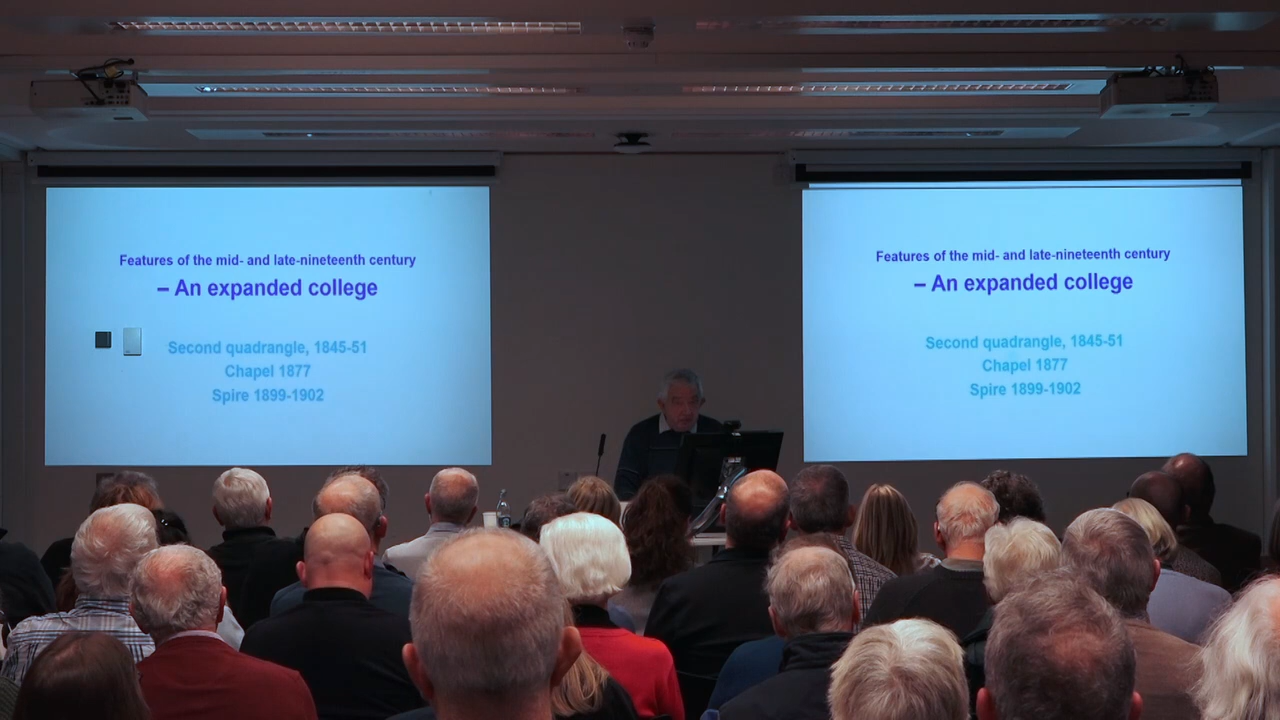 Features of the mid- and late-nineteenth century
– An expanded college
Second quadrangle, 1845-51
Chapel 1877
Spire 1899-1902
Features of the mid- and late-nineteenth century
– An expanded college
Second quadrangle, 1845-51
Chapel 1877
Spire 1899-1902